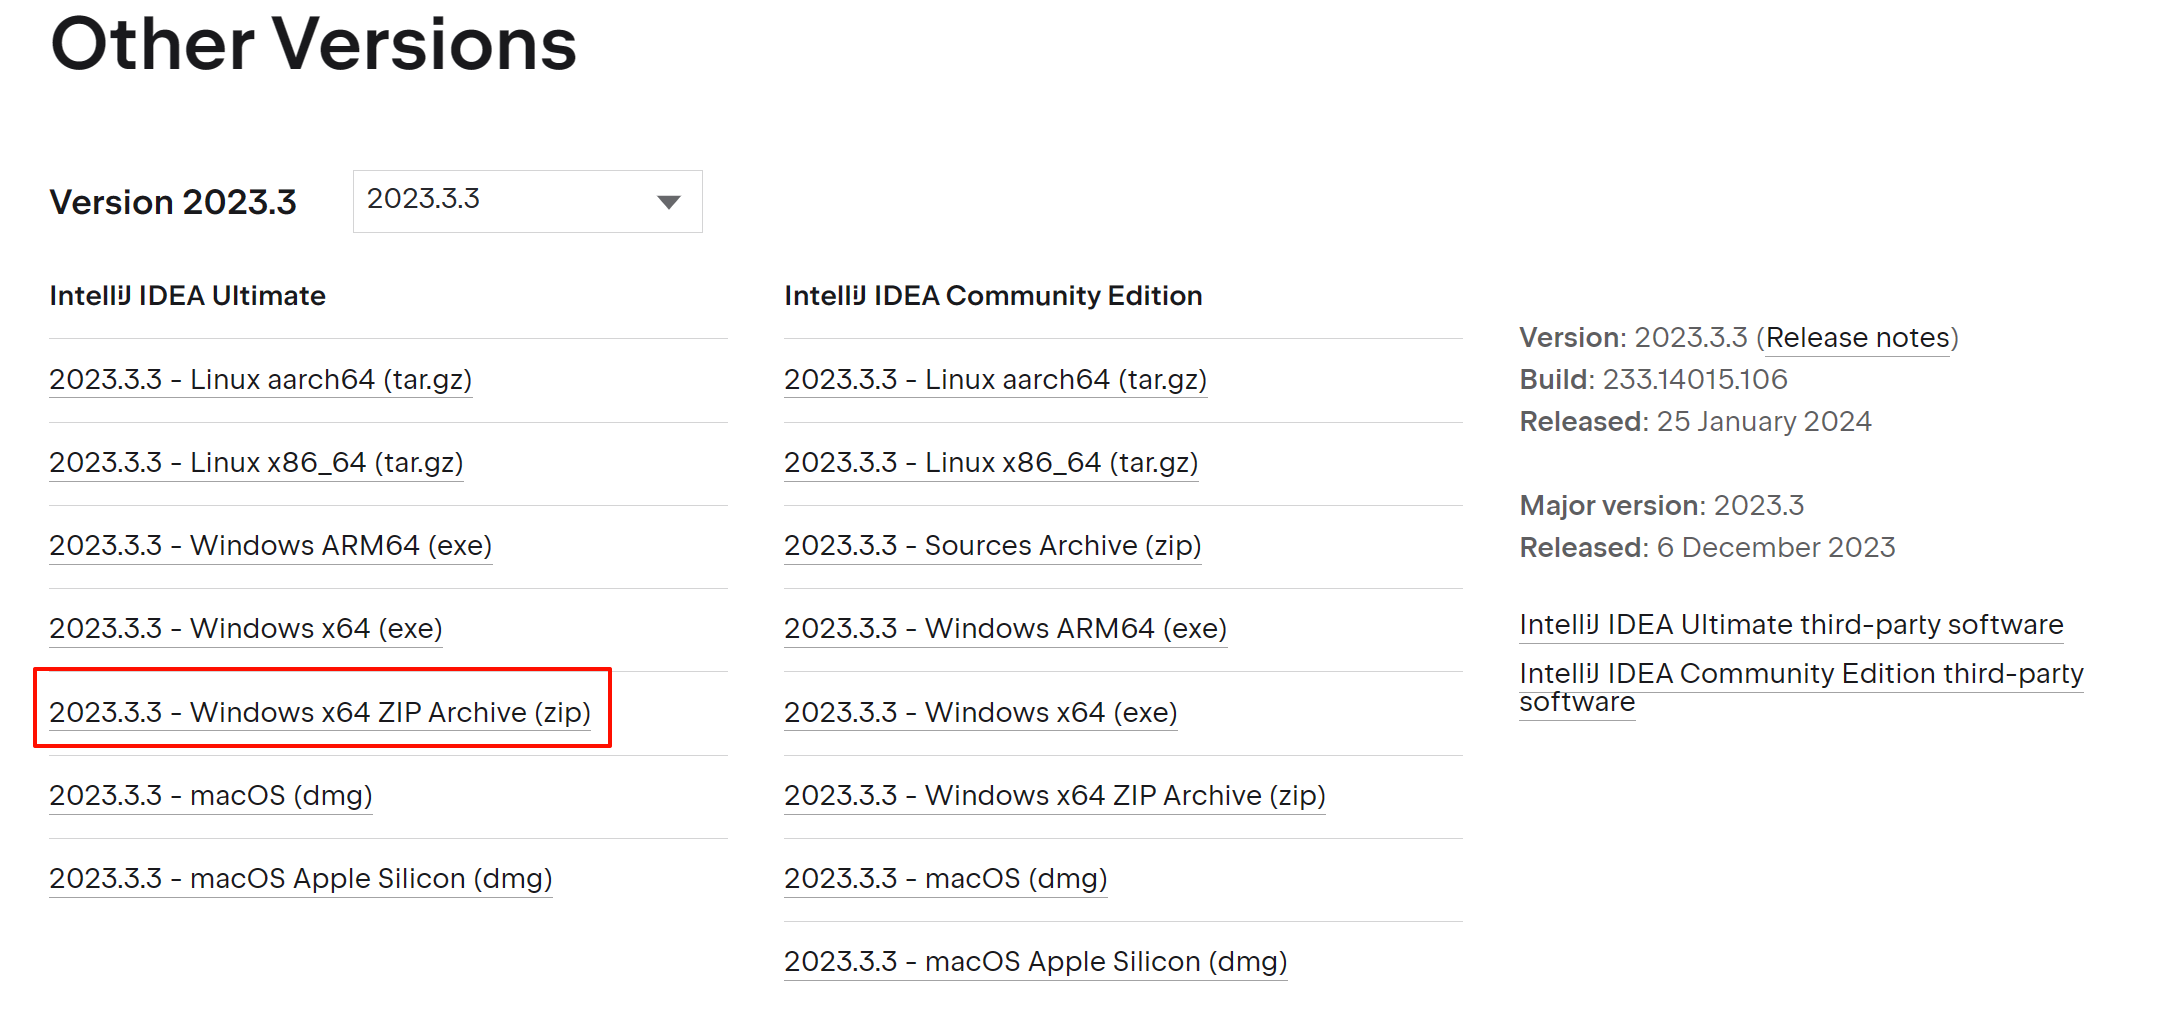 Other Versions
Version 2023.3
2023.3.3
IntelliJ IDEA Ultimate
2023.3.3 - Linux aarch64 (tar.gz)
2023.3.3 - Linux x86_64 (tar.gz)
2023.3.3 - Windows ARM64 (exe)
2023.3.3 - Windows x64 (exe)
2023.3.3 - Windows x64 ZIP Archive (zip)
2023.3.3 - macOS (dmg)
2023.3.3 - macOS Apple Silicon (dmg)
IntelliJ IDEA Community Edition
2023.3.3 - Linux aarch64 (tar.gz)
2023.3.3 - Linux x86_64 (tar.gz)
2023.3.3 - Sources Archive (zip)
2023.3.3 - Windows ARM64 (exe)
2023.3.3 - Windows x64 (exe)
2023.3.3 - Windows x64 ZIP Archive (zip)
2023.3.3 - macOS (dmg)
2023.3.3 - macOS Apple Silicon (dmg)
Version: 2023.3.3 (Release notes)
Build: 233.14015.106
Released: 25 January 2024
Major version: 2023.3
Released: 6 December 2023
IntelliJ IDEA Ultimate third-party software
IntelliJ IDEA Community Edition third-party
software